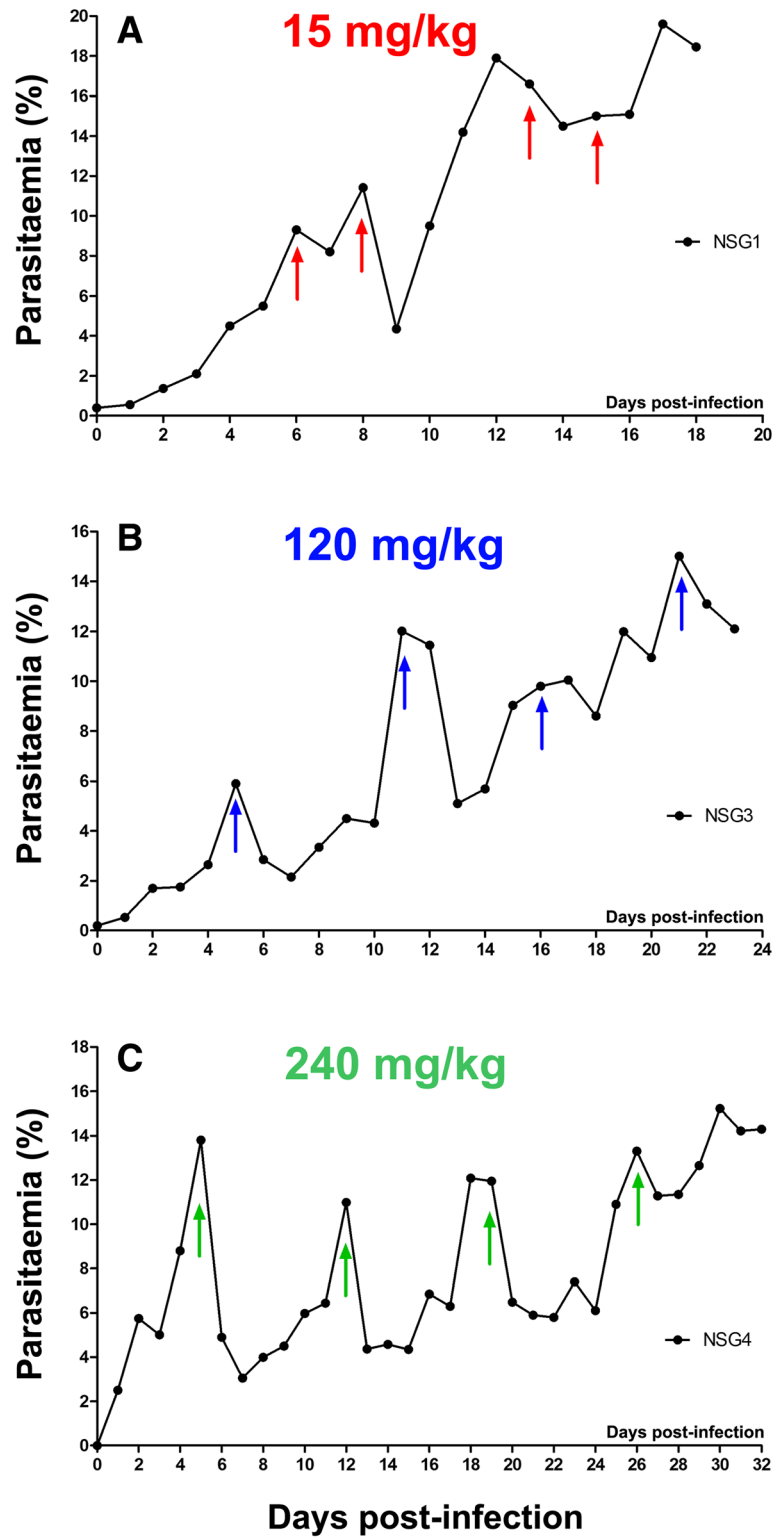 A
15 mg/kg
Parasitaemia (%)
20
18
16
14
12
10
8
6
4
2
0
NSG1
Days post-infection
0 2 4 6 8 10 12 14 16 18 20
B
120 mg/kg
Parasitaemia (%)
16
14
12
10
8
6
4
2
0
NSG3
Days post-infection
0 2 4 6 8 10 12 14 16 18 20 22 24
C
240 mg/kg
Parasitaemia (%)
18
16
14
12
10
8
6
4
2
0
NSG4
Days post-infection
0 2 4 6 8 10 12 14 16 18 20 22 24 26 28 30 32
Days post-infection